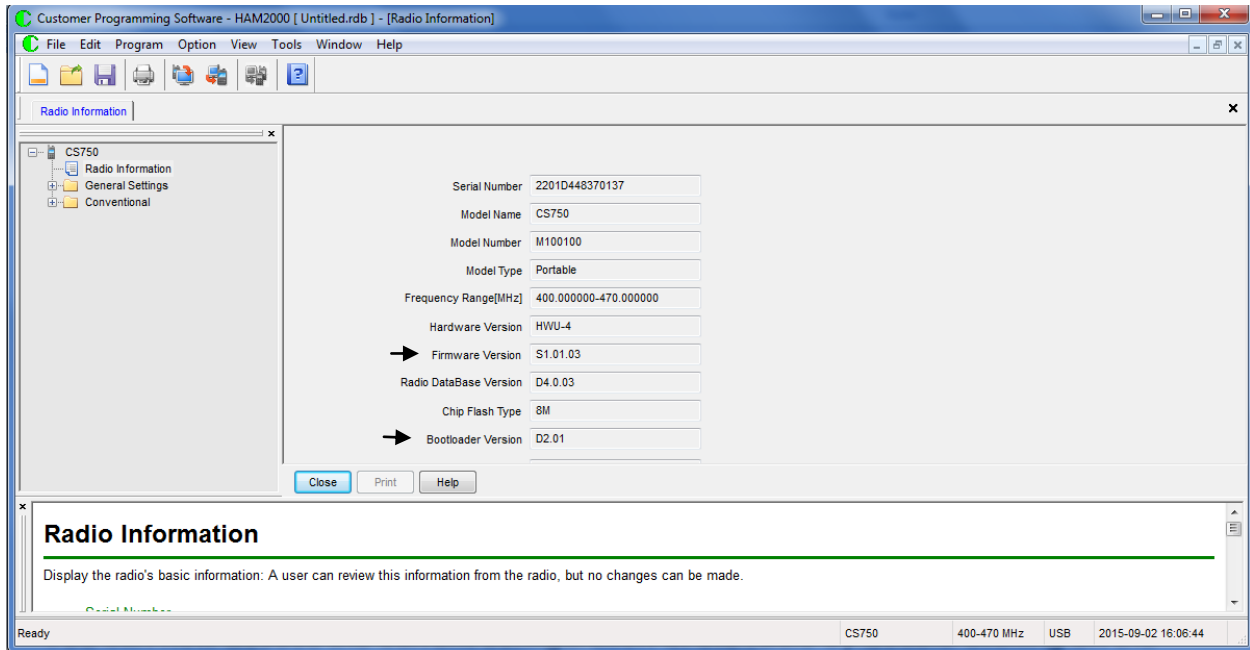 Customer Programming Software - HAM2000 [ Untitled.rdb ] - [Radio Information]
File Edit Program Option View Tools Window Help
Radio Information
CS750
Radio Information
General Settings
Conventional
Serial Number 2201D448370137
Model Name CS750
Model Number M100100
Model Type Portable
Frequency Range[MHz] 400.000000-470.000000
Hardware Version HWU-4
Firmware Version S1.01.03
Radio DataBase Version D4.0.03
Chip Flash Type 8M
Bootloader Version D2.01
Close Print Help
Radio Information
Display the radio's basic information: A user can review this information from the radio, but no changes can be made.
Serial Number
Ready CS750 400-470 MHz USB 2015-09-02 16:06:44